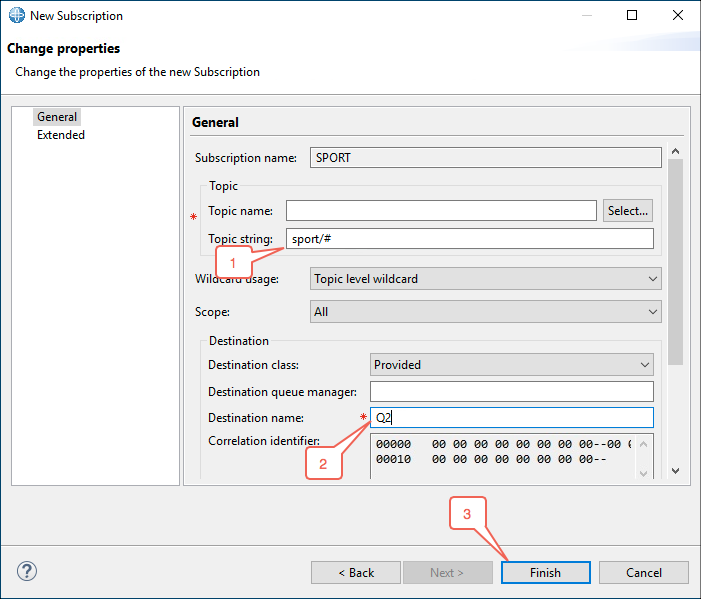 New Subscription
Change properties
Change the properties of the new Subscription
General
Extended
General
Subscription name: SPORT
Topic
* Topic name: Select...
Topic string: sport/#
1
Wildcard usage: Topic level wildcard
Scope: All
Destination
Destination class: Provided
Destination queue manager:
Destination name: * Q2
Correlation identifier: 00000 00 00 00 00 00 00 00 00--00 0
00010 00 00 00 00 00 00 00 00--
2
3
? < Back Next > Finish Cancel